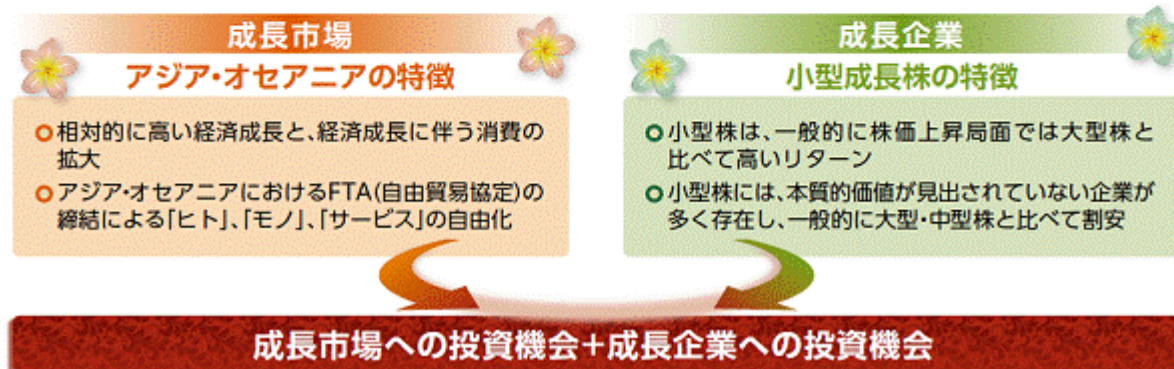 成長市場
アジア・オセアニアの特徴
○相対的に高い経済成長と、経済成長に伴う消費の
拡大
○アジア・オセアニアにおけるFTA(自由貿易協定)の
締結による「ヒト」、「モノ」、「サービス」の自由化
成長企業
小型成長株の特徴
○小型株は、一般的に株価上昇局面では大型株と
比べて高いリターン
○小型株には、本質的価値が見出されていない企業が
多く存在し、一般的に大型・中型株と比べて割安
成長市場への投資機会+成長企業への投資機会